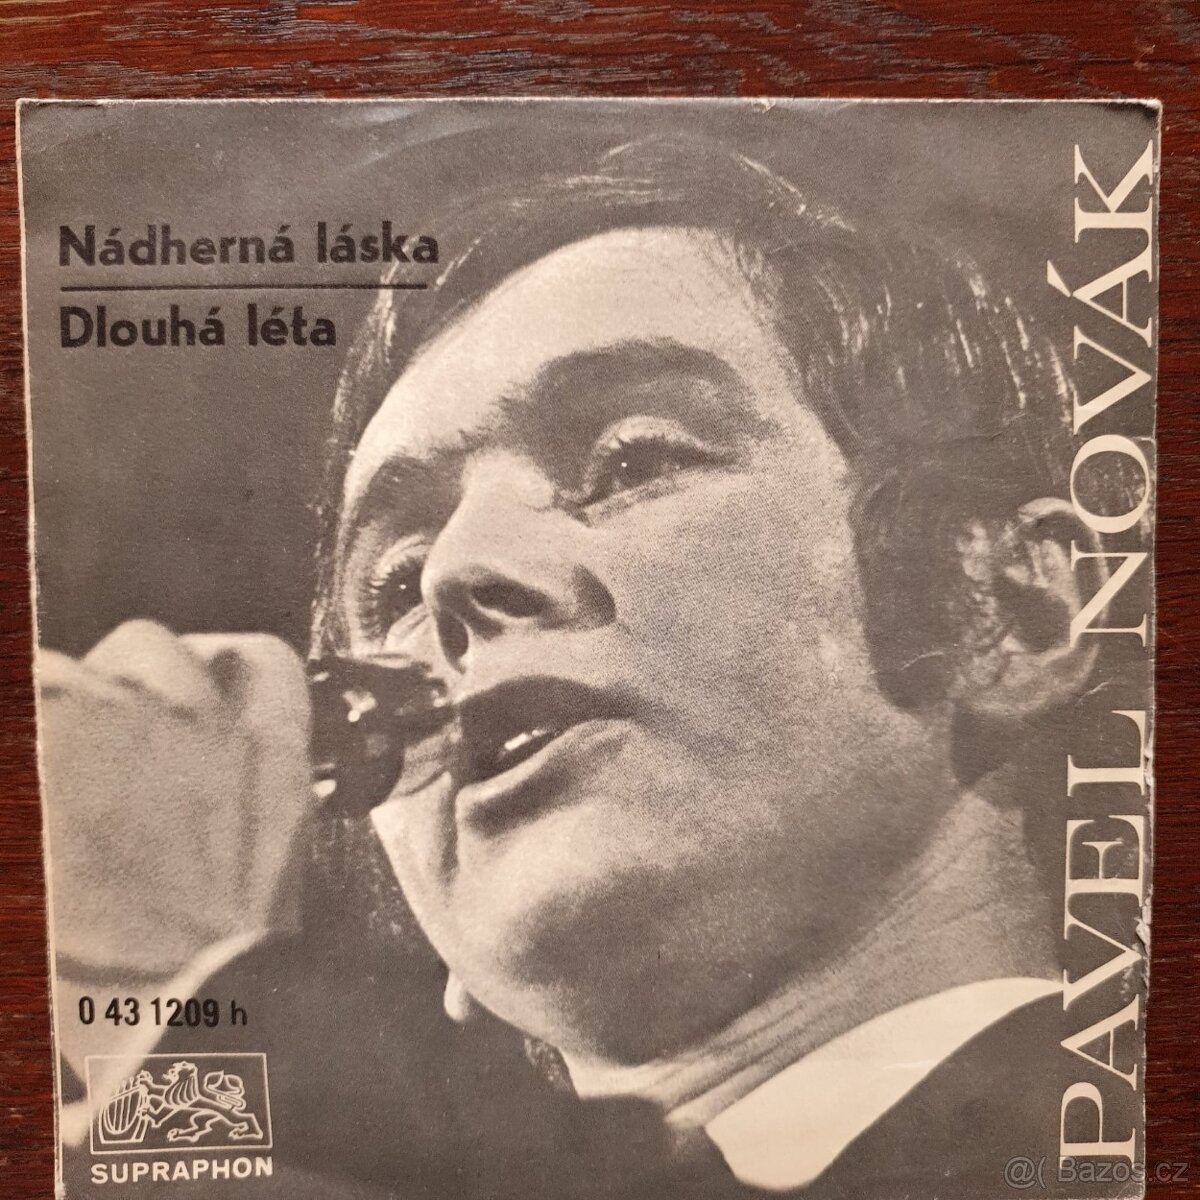 Nádherná láska
Dlouhá léta
PAVEL NOVÁK
0 43 1209 h
SUPRAPHON
@( Bazos.cz